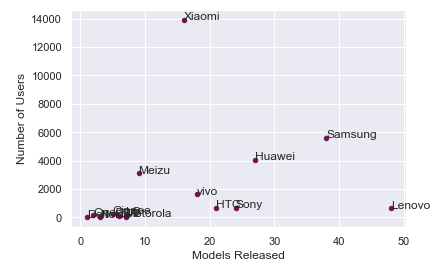 14000
12000
10000
8000
6000
4000
2000
0
Number of Users
Xiaomi
Samsung
Huawei
Meizu
vivo
HTC
Sony
Lenovo
Motorola
0
10
20
30
40
50
Models Released